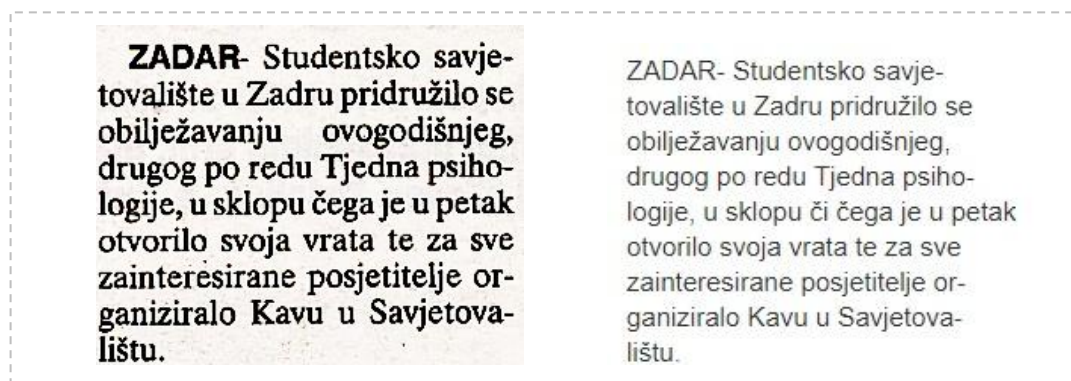 ZADAR- Studentsko savje-
tovalište u Zadru pridružilo se
obilježavanju ovogodišnjeg,
drugog po redu Tjedna psiho-
logije, u sklopu čega je u petak
otvorilo svoja vrata te za sve
zainteresirane posjetitelje or-
ganiziralo Kavu u Savjetova-
lištu.
ZADAR- Studentsko savje-
tovalište u Zadru pridružilo se
obilježavanju ovogodišnjeg,
drugog po redu Tjedna psiho-
logije, u sklopu či čega je u petak
otvorilo svoja vrata te za sve
zainteresirane posjetitelje or-
ganiziralo Kavu u Savjetova-
lištu.